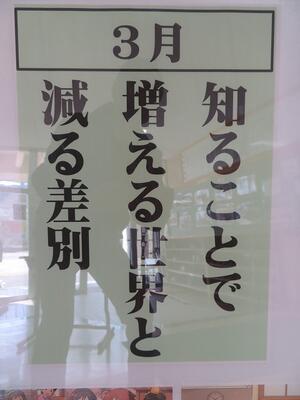 ３月
知ることで
増える世界と
減る差別